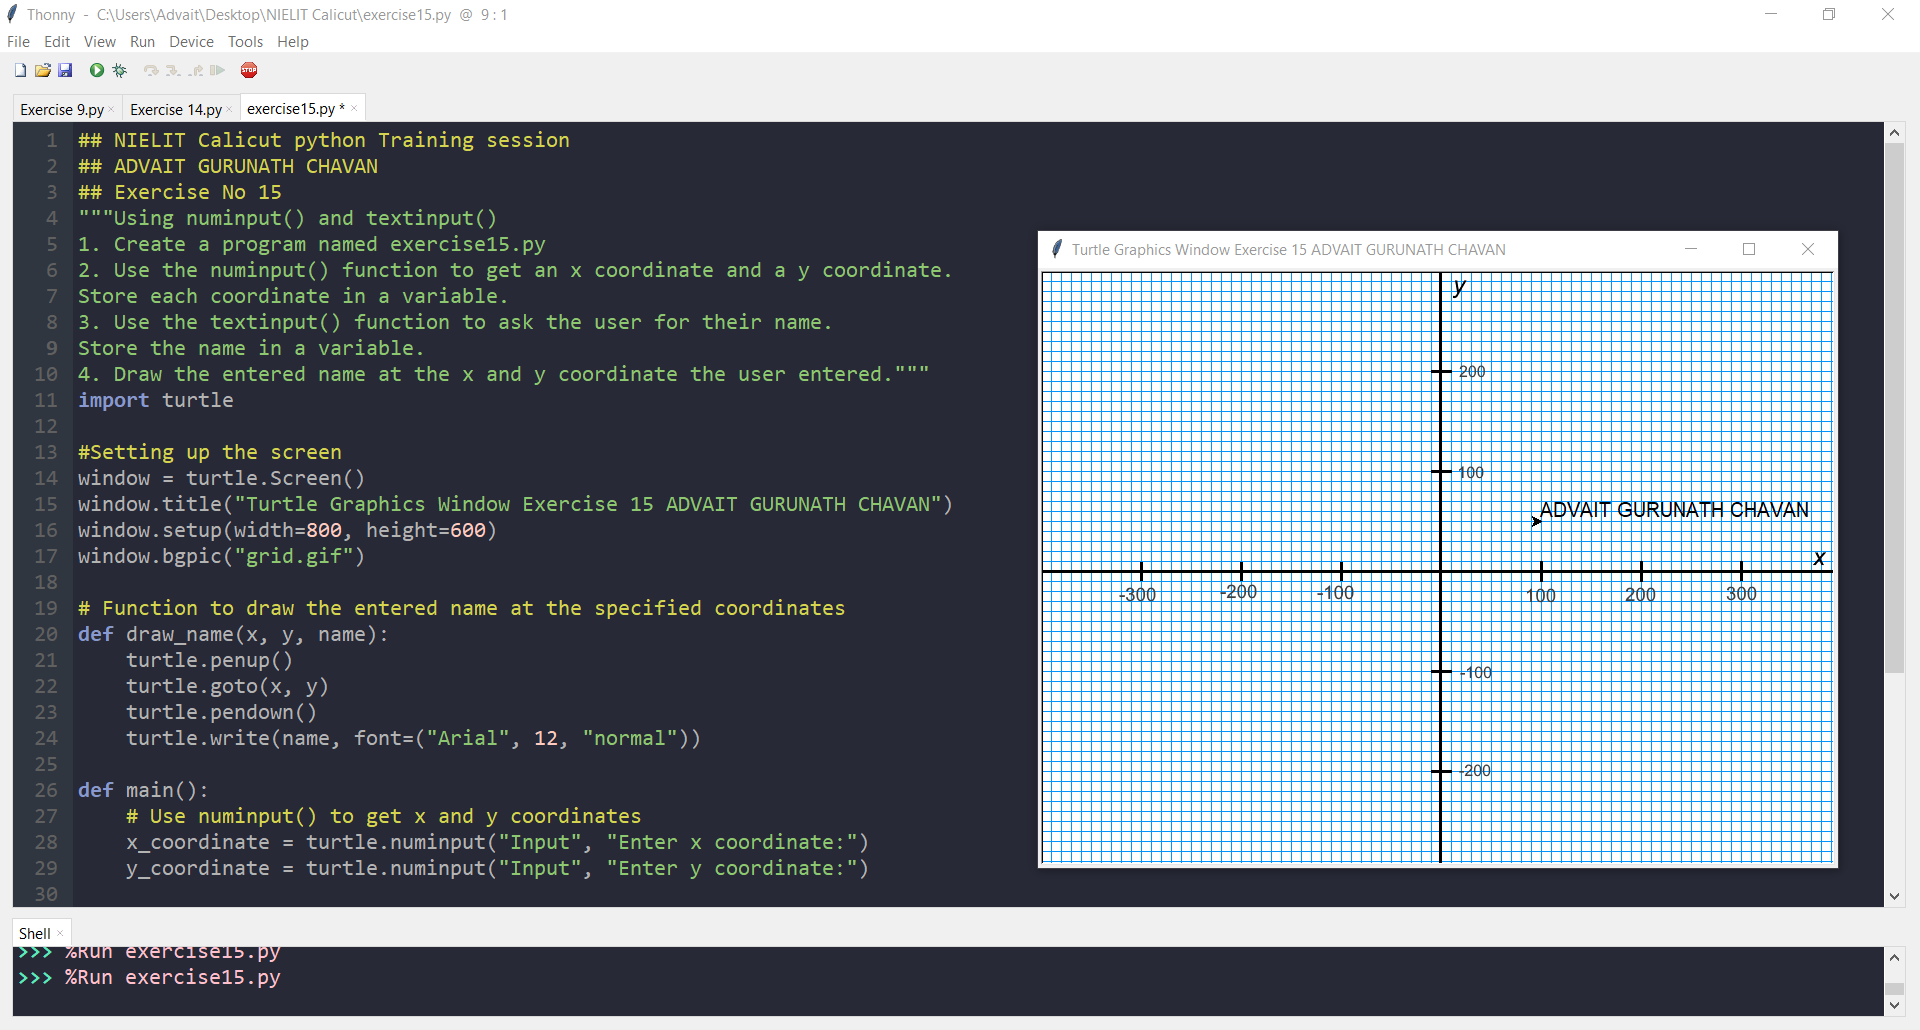 Thonny - C:\Users\Advait\Desktop\NIELIT Calicut\exercise15.py @ 9 : 1
File Edit View Run Device Tools Help
STOP
Exercise 9.py × Exercise 14.py × exercise15.py * ×
1 ## NIELIT Calicut python Training session
2 ## ADVAIT GURUNATH CHAVAN
3 ## Exercise No 15
4 """Using numinput() and textinput()
5 1. Create a program named exercise15.py
6 2. Use the numinput() function to get an x coordinate and a y coordinate.
7 Store each coordinate in a variable.
8 3. Use the textinput() function to ask the user for their name.
9 Store the name in a variable.
10 4. Draw the entered name at the x and y coordinate the user entered."""
11 import turtle
12
13 #Setting up the screen
14 window = turtle.Screen()
15 window.title("Turtle Graphics Window Exercise 15 ADVAIT GURUNATH CHAVAN")
16 window.setup(width=800, height=600)
17 window.bgpic("grid.gif")
18
19 # Function to draw the entered name at the specified coordinates
20 def draw_name(x, y, name):
21     turtle.penup()
22     turtle.goto(x, y)
23     turtle.pendown()
24     turtle.write(name, font=("Arial", 12, "normal"))
25
26 def main():
27     # Use numinput() to get x and y coordinates
28     x_coordinate = turtle.numinput("Input", "Enter x coordinate:")
29     y_coordinate = turtle.numinput("Input", "Enter y coordinate:")
30
Turtle Graphics Window Exercise 15 ADVAIT GURUNATH CHAVAN
y
200
100
ADVAIT GURUNATH CHAVAN
x
-300 -200 -100 100 200 300
-100
-200
Shell ×
>>> %Run exercise15.py
>>> %Run exercise15.py